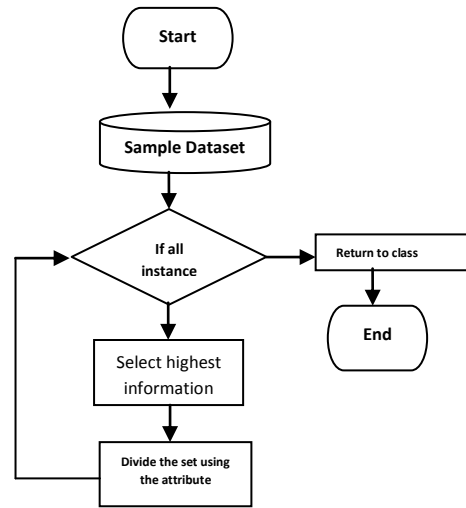 Start
Sample Dataset
If all
instance
Return to class
End
Select highest
information
Divide the set using
the attribute